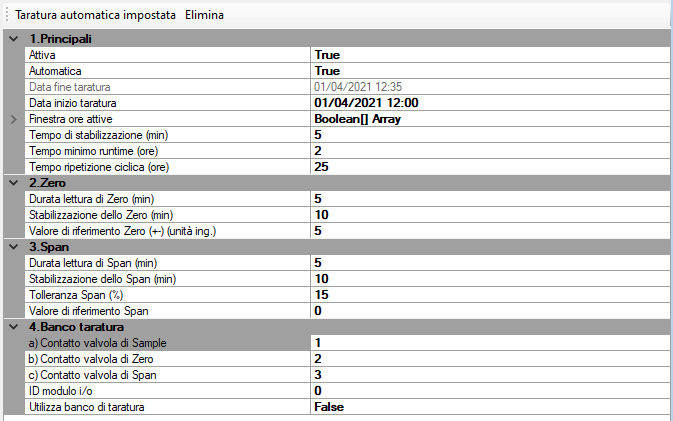 Taratura automatica impostata Elimina
1.Principali
Attiva True
Automatica True
Data fine taratura 01/04/2021 12:35
Data inizio taratura 01/04/2021 12:00
Finestra ore attive Boolean[] Array
Tempo di stabilizzazione (min) 5
Tempo minimo runtime (ore) 2
Tempo ripetizione ciclica (ore) 25
2.Zero
Durata lettura di Zero (min) 5
Stabilizzazione dello Zero (min) 10
Valore di riferimento Zero (+-) (unità ing.) 5
3.Span
Durata lettura di Span (min) 5
Stabilizzazione dello Span (min) 10
Tolleranza Span (%) 15
Valore di riferimento Span 0
4.Banco taratura
a) Contatto valvola di Sample 1
b) Contatto valvola di Zero 2
c) Contatto valvola di Span 3
ID modulo i/o 0
Utilizza banco di taratura False